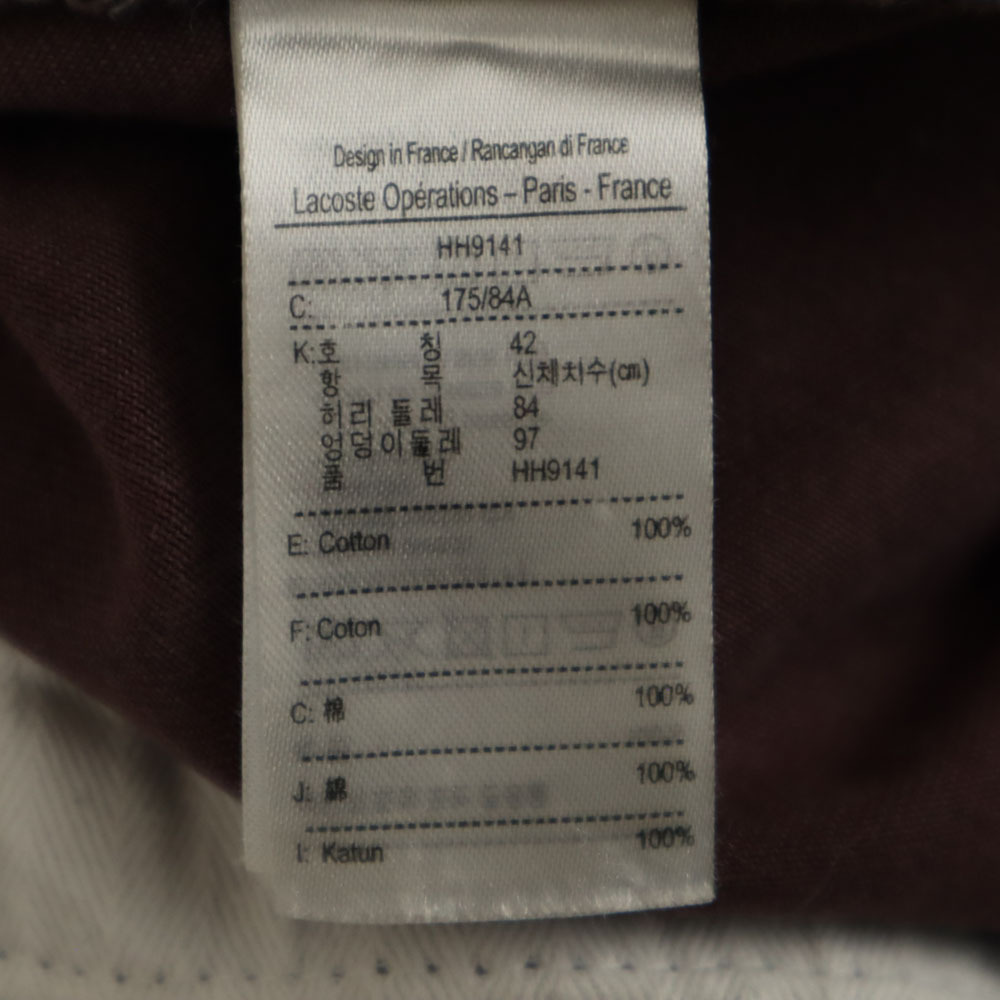 Design in France / Rancangan di France
Lacoste Opérations – Paris - France
HH9141
C: 175/84A
K: 호 칭 42
항 목 신체치수(cm)
허리 둘레 84
엉덩이둘레 97
품 번 HH9141
E: Cotton 100%
F: Coton 100%
C: 棉 100%
J: 綿 100%
I: Katun 100%